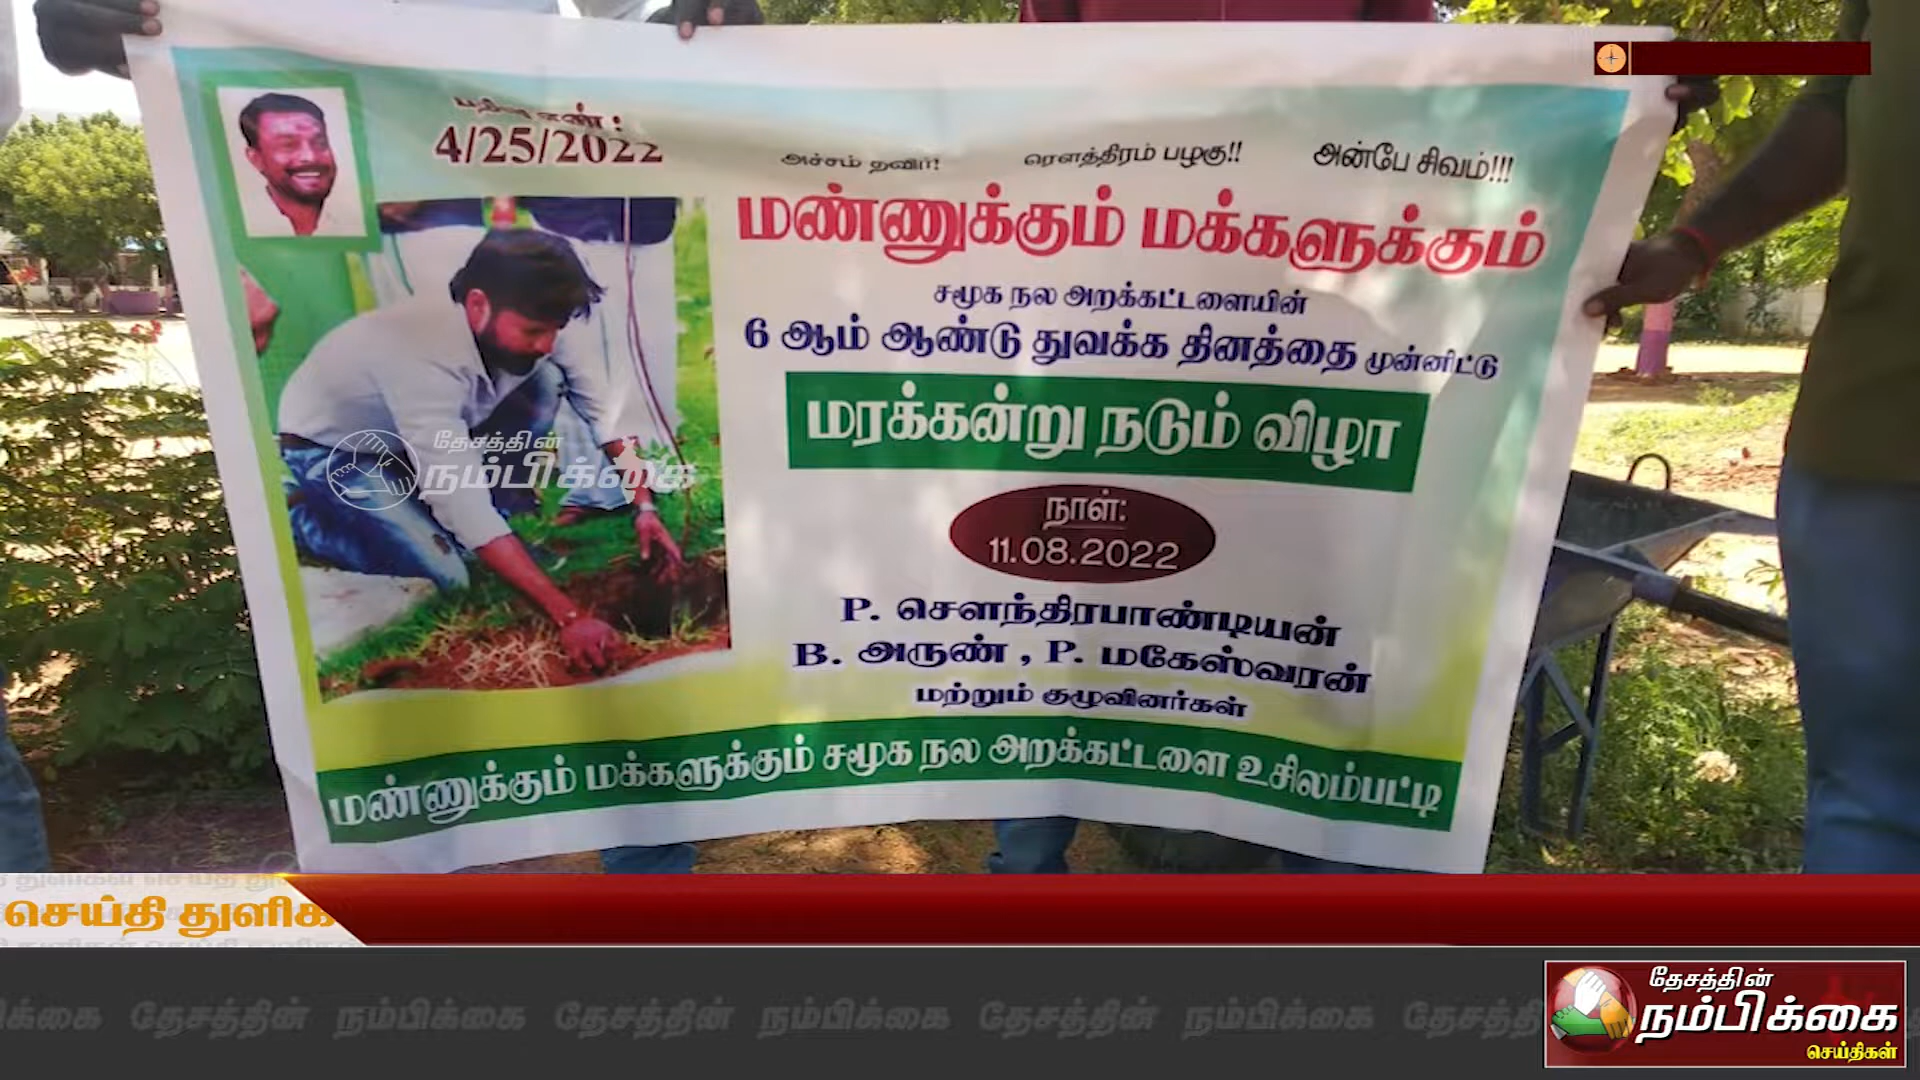 பதிவு எண்:
4/25/2022
அச்சம் தவிர்! ரௌத்திரம் பழகு!! அன்பே சிவம்!!!
மண்ணுக்கும் மக்களுக்கும்
சமூக நல அறக்கட்டளையின்
6 ஆம் ஆண்டு துவக்க தினத்தை முன்னிட்டு
மரக்கன்று நடும் விழா
நாள்:
11.08.2022
P. சௌந்திரபாண்டியன்
B. அருண் , P. மகேஸ்வரன்
மற்றும் குழுவினர்கள்
மண்ணுக்கும் மக்களுக்கும் சமூக நல அறக்கட்டளை உசிலம்பட்டி
தேசத்தின்
நம்பிக்கை
செய்தி துளிக
தேசத்தின் நம்பிக்கை தேசத்தின் நம்பிக்கை தேசத்தின் நம்பிக்கை
தேசத்தின்
நம்பிக்கை
செய்திகள்